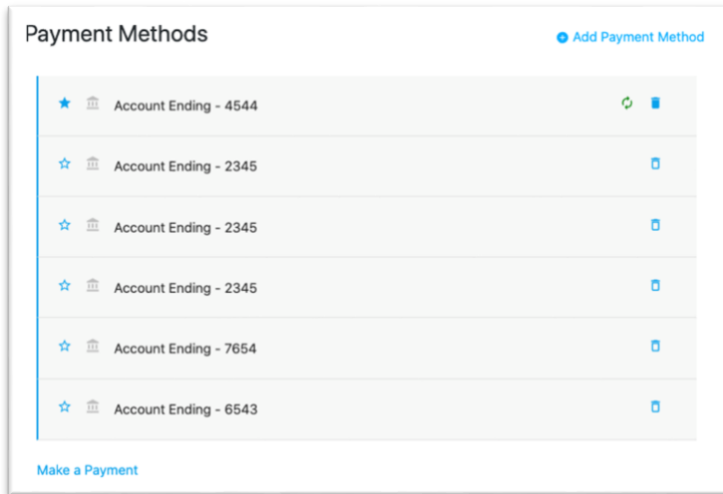 Payment Methods
Add Payment Method
Account Ending - 4544
Account Ending - 2345
Account Ending - 2345
Account Ending - 2345
Account Ending - 7654
Account Ending - 6543
Make a Payment